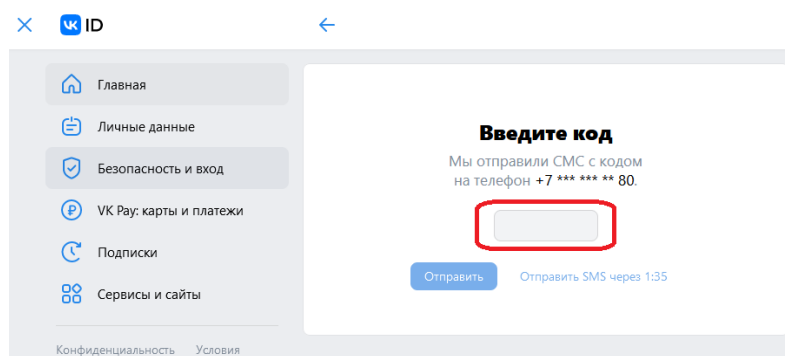 VK ID
Главная
Личные данные
Безопасность и вход
VK Pay: карты и платежи
Подписки
Сервисы и сайты
Конфиденциальность Условия
Введите код
Мы отправили СМС с кодом
на телефон +7 *** *** ** 80.
Отправить Отправить SMS через 1:35